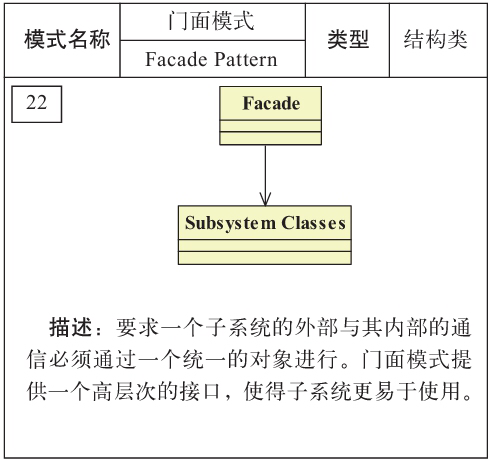 模式名称
门面模式
Facade Pattern
类型
结构类
22
Facade
Subsystem Classes
描述：要求一个子系统的外部与其内部的通
信必须通过一个统一的对象进行。门面模式提
供一个高层次的接口，使得子系统更易于使用。